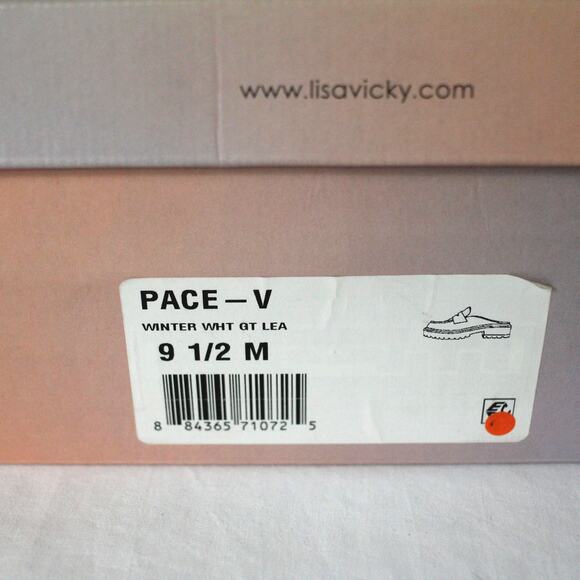 www.lisavicky.com
PACE – V
WINTER WHT GT LEA
9 1/2 M
8 84365 71072 5